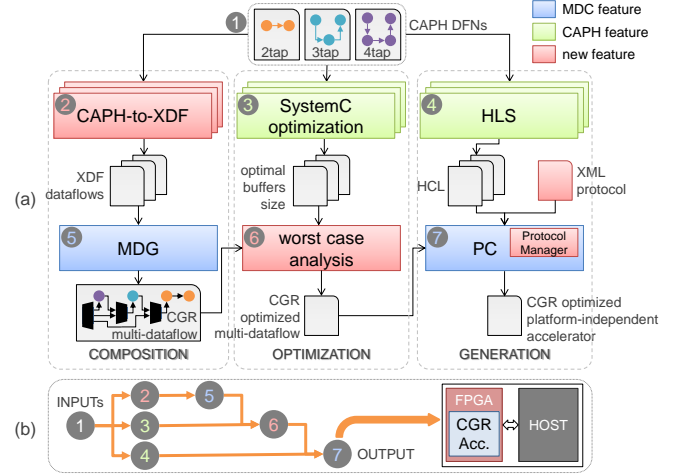 1
2tap
3tap
4tap
CAPH DFNs
MDC feature
CAPH feature
new feature
2
CAPH-to-XDF
3
SystemC
optimization
4
HLS
(a)
XDF
dataflows
optimal
buffers
size
HCL
XML
protocol
5
MDG
6
worst case
analysis
7
PC
Protocol
Manager
CGR
multi-dataflow
CGR
optimized
multi-dataflow
CGR optimized
platform-independent
accelerator
COMPOSITION
OPTIMIZATION
GENERATION
(b)
INPUTs
1
2
5
3
6
4
7
OUTPUT
FPGA
CGR
Acc.
HOST